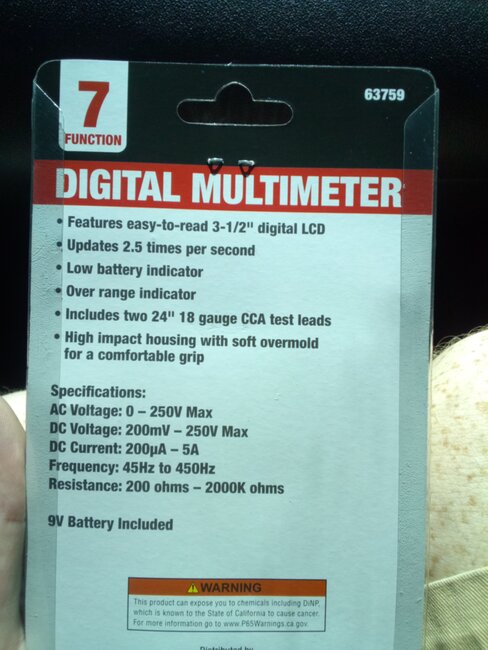 7
FUNCTION
63759
DIGITAL MULTIMETER
• Features easy-to-read 3-1/2" digital LCD
• Updates 2.5 times per second
• Low battery indicator
• Over range indicator
• Includes two 24" 18 gauge CCA test leads
• High impact housing with soft overmold
for a comfortable grip
Specifications:
AC Voltage: 0 – 250V Max
DC Voltage: 200mV – 250V Max
DC Current: 200µA – 5A
Frequency: 45Hz to 450Hz
Resistance: 200 ohms – 2000K ohms
9V Battery Included
WARNING
This product can expose you to chemicals including DiNP,
which is known to the State of California to cause cancer.
For more information go to www.P65Warnings.ca.gov.
Distributed by